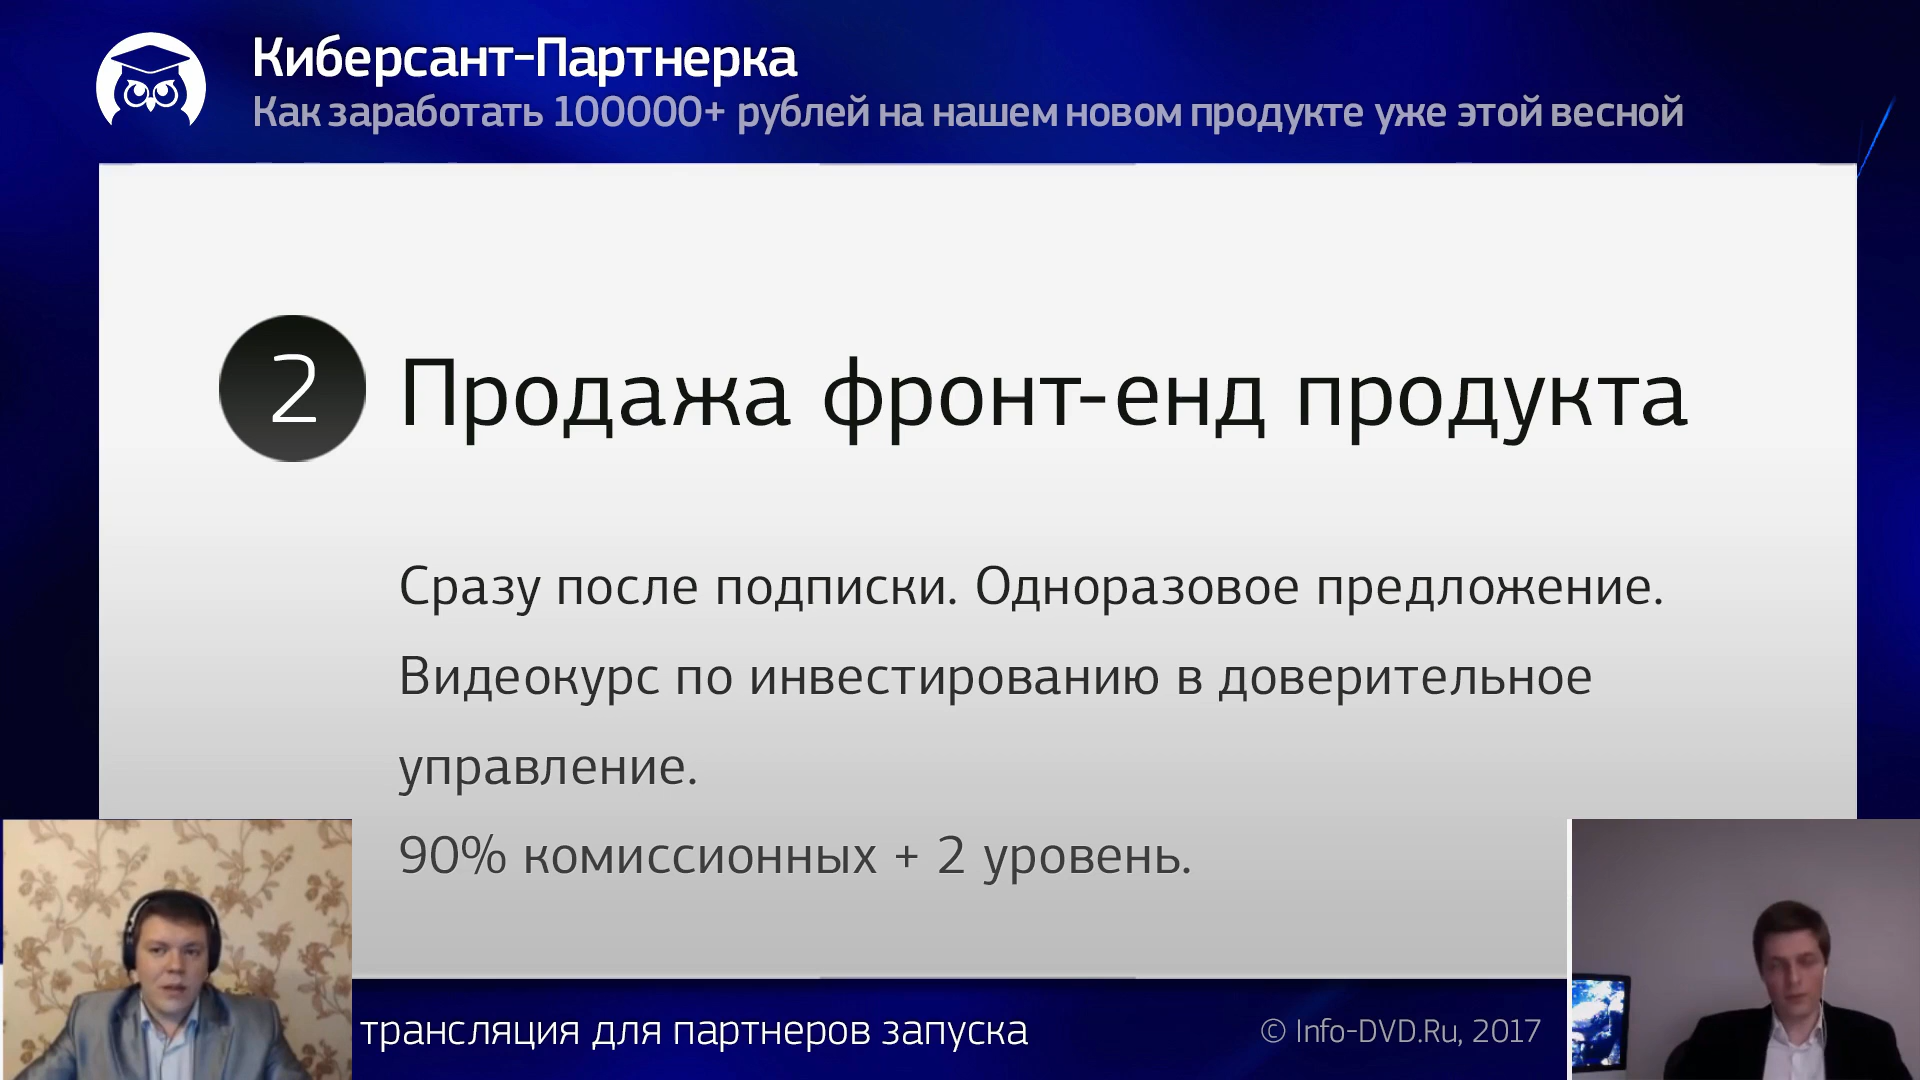 Киберсант-Партнерка
Как заработать 100000+ рублей на нашем новом продукте уже этой весной
2 Продажа фронт-енд продукта
Сразу после подписки. Одноразовое предложение.
Видеокурс по инвестированию в доверительное
управление.
90% комиссионных + 2 уровень.
трансляция для партнеров запуска
© Info-DVD.Ru, 2017